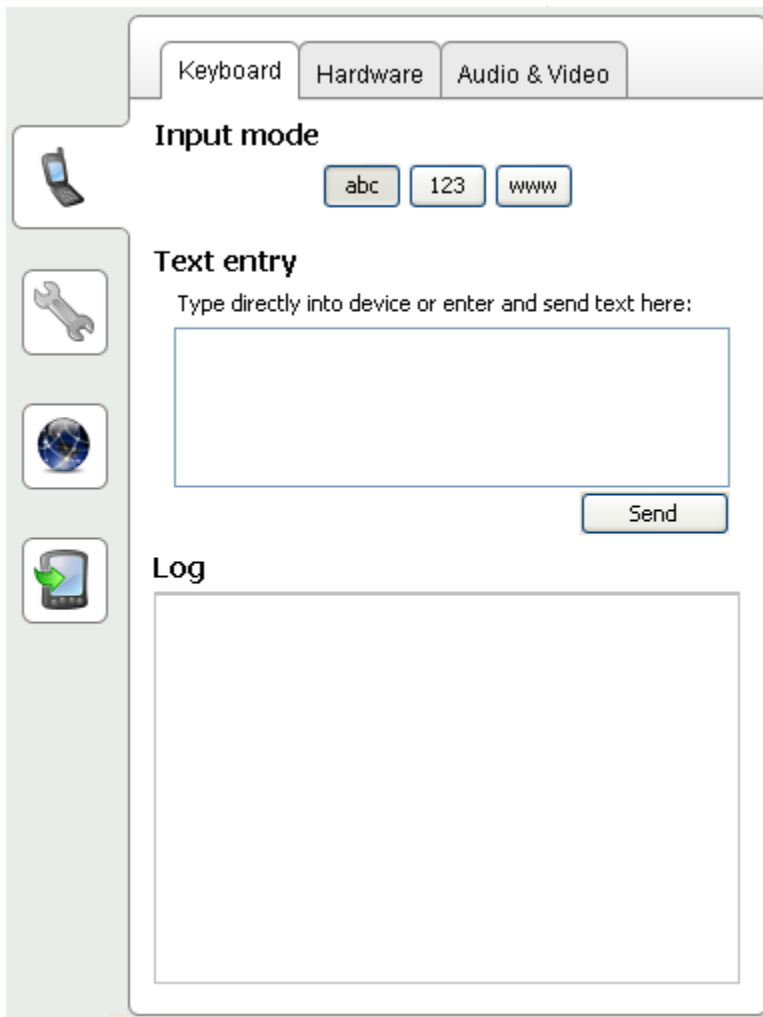 Keyboard Hardware Audio & Video
Input mode
abc 123 www
Text entry
Type directly into device or enter and send text here:
Send
Log